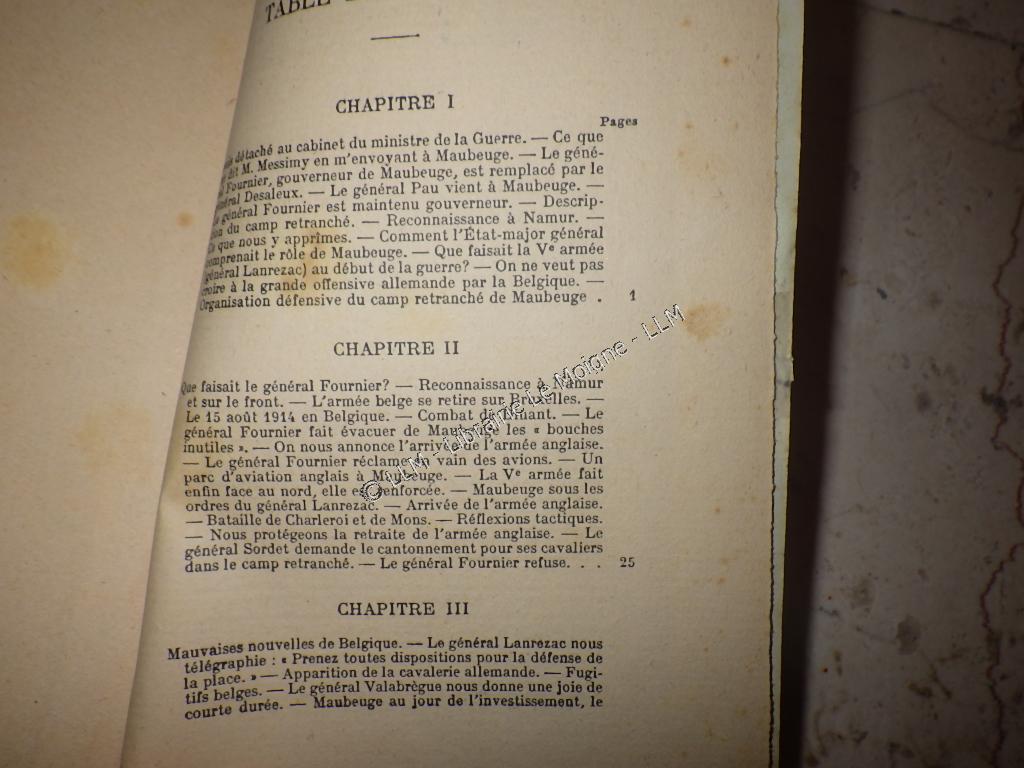 TABLE
CHAPITRE I
Pages
détaché au cabinet du ministre de la Guerre. — Ce que
dit M. Messimy en m'envoyant à Maubeuge. — Le géné-
Fournier, gouverneur de Maubeuge, est remplacé par le
général Desaleux. — Le général Pau vient à Maubeuge. —
général Fournier est maintenu gouverneur. — Descrip-
du camp retranché. — Reconnaissance à Namur. —
Ce que nous y apprîmes. — Comment l'État-major général
comprenait le rôle de Maubeuge. — Que faisait la Ve armée
(général Lanrezac) au début de la guerre? — On ne veut pas
croire à la grande offensive allemande par la Belgique. —
Organisation défensive du camp retranché de Maubeuge . 1
CHAPITRE II
Que faisait le général Fournier? — Reconnaissance à Namur
et sur le front. — L'armée belge se retire sur Bruxelles. —
Le 15 août 1914 en Belgique. — Combat de Dinant. — Le
général Fournier fait évacuer de Maubeuge les « bouches
inutiles ». — On nous annonce l'arrivée de l'armée anglaise.
— Le général Fournier réclame en vain des avions. — Un
parc d'aviation anglais à Maubeuge. — La Ve armée fait
enfin face au nord, elle est renforcée. — Maubeuge sous les
ordres du général Lanrezac. — Arrivée de l'armée anglaise.
— Bataille de Charleroi et de Mons. — Réflexions tactiques.
— Nous protégeons la retraite de l'armée anglaise. — Le
général Sordet demande le cantonnement pour ses cavaliers
dans le camp retranché. — Le général Fournier refuse. . . 25
CHAPITRE III
Mauvaises nouvelles de Belgique. — Le général Lanrezac nous
télégraphie : « Prenez toutes dispositions pour la défense de
la place. » — Apparition de la cavalerie allemande. — Fugi-
tifs belges. — Le général Valabrègue nous donne une joie de
courte durée. — Maubeuge au jour de l'investissement, le
© LLM - Librairie Le Moigne - LLM